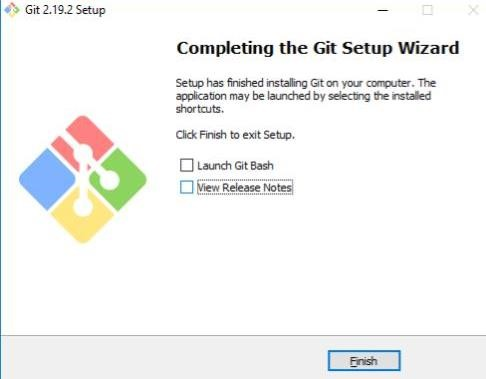 Git 2.19.2 Setup
Completing the Git Setup Wizard
Setup has finished installing Git on your computer. The
application may be launched by selecting the installed
shortcuts.
Click Finish to exit Setup.
Launch Git Bash
View Release Notes
Finish